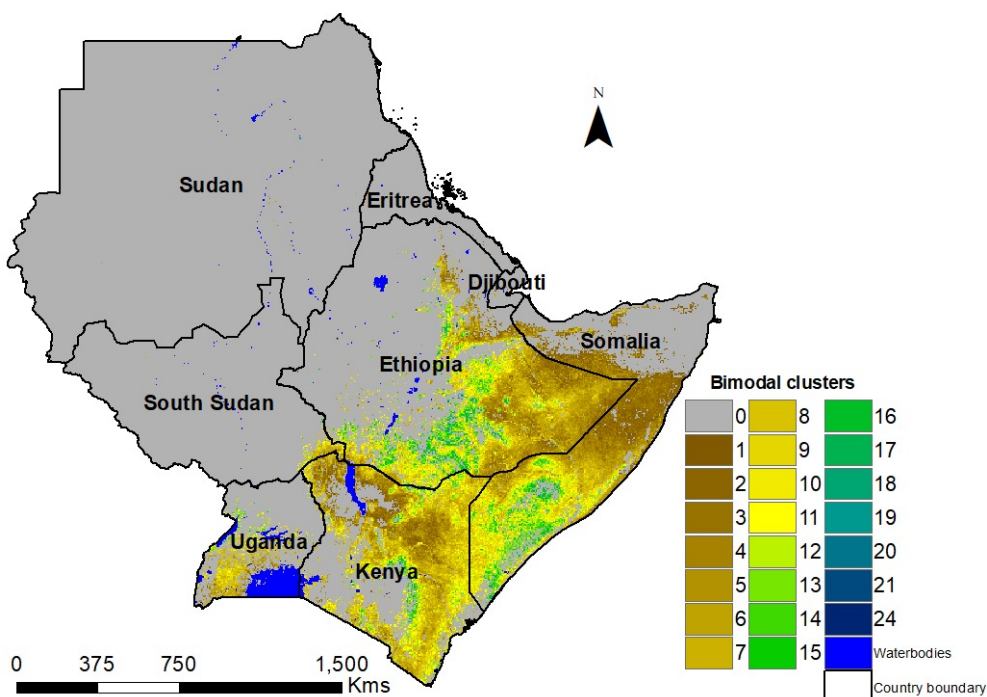 N
Sudan
Eritrea
Djibouti
Somalia
Ethiopia
South Sudan
Uganda
Kenya
Bimodal clusters
0 8 16
1 9 17
2 10 18
3 11 19
4 12 20
5 13 21
6 14 24
7 15 Waterbodies
Country boundary
0 375 750 1,500
Kms